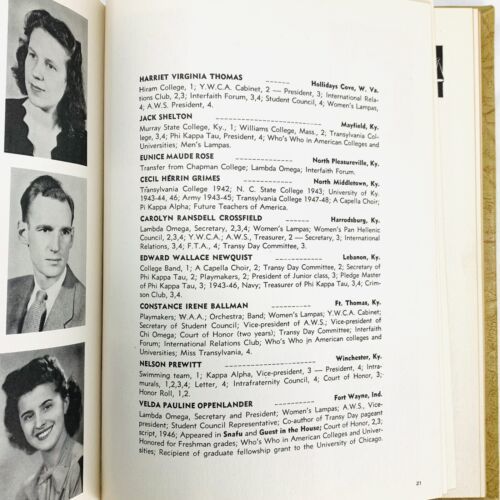 HARRIET VIRGINIA THOMAS ------ Hollidays Cove, W. Va.
Hiram College, 1; Y.W.C.A. Cabinet, 2 — President, 3; International Rela-
tions Club, 2,3; Interfaith Forum, 3,4; Student Council, 4; Women's Lampas,
4; A.W.S. President, 4.
JACK SHELTON ------ Mayfield, Ky.
Murray State College, Ky., 1; Williams College, Mass., 2; Transylvania Col-
lege, 3,4; Phi Kappa Tau, President, 4; Who's Who in American Colleges and
Universities; Men's Lampas.
EUNICE MAUDE ROSE ------ North Pleasureville, Ky.
Transfer from Chapman College; Lambda Omega; Interfaith Forum.
CECIL HERRIN GRIMES ------ North Middletown, Ky.
Transylvania College 1942; N. C. State College 1943; University of Ky.
1943-44, 46; Army 1943-45; Transylvania College 1947-48; A Capella Choir;
Pi Kappa Alpha; Future Teachers of America.
CAROLYN RANSDELL CROSSFIELD ------ Harrodsburg, Ky.
Lambda Omega, Secretary, 2,3,4; Women's Lampas; Women's Pan Hellenic
Council, 2,3,4; Y.W.C.A.; A.W.S., Treasurer, 2 — Secretary, 3; International
Relations, 3,4; F.T.A., 4; Transy Day Committee, 3.
EDWARD WALLACE NEWQUIST ------ Lebanon, Ky.
College Band, 1; A Capella Choir, 2; Transy Day Committee, 2; Secretary of
Phi Kappa Tau, 2; Playmakers, 2; President of Junior class, 3; Pledge Master
of Phi Kappa Tau, 3; 1943-46, Navy; Treasurer of Phi Kappa Tau, 3,4; Crim-
son Club, 3,4.
CONSTANCE IRENE BALLMAN ------ Ft. Thomas, Ky.
Playmakers; W.A.A.; Orchestra; Band; Women's Lampas; Y.W.C.A. Cabinet;
Secretary of Student Council; Vice-president of A.W.S.; Vice-president of
Chi Omega; Court of Honor (two years); Transy Day Committee; Interfaith
Forum; International Relations Club; Who's Who in American colleges and
Universities; Miss Transylvania, 4.
NELSON PREWITT ------ Winchester, Ky.
Swimming team, 1; Kappa Alpha, Vice-president, 3 — President, 4; Intra-
murals, 1,2,3,4; Letter, 4; Intrafraternity Council, 4; Court of Honor, 3;
Honor Roll, 1,2.
VELDA PAULINE OPPENLANDER ------ Fort Wayne, Ind.
Lambda Omega, Secretary and President; Women's Lampas; A.W.S., Vice-
president; Student Council Representative; Co-author of Transy Day pageant
script, 1946; Appeared in Snafu and Guest in the House; Court of Honor, 2,3;
Honored for Freshman grades; Who's Who in American Colleges and Univer-
sities; Recipient of graduate fellowship grant to the University of Chicago.
21